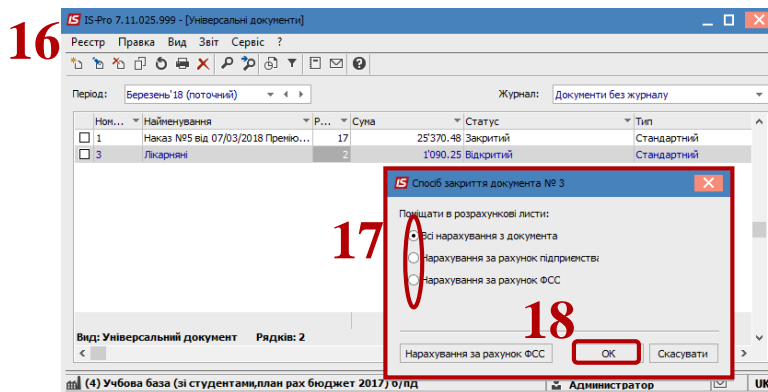 16
IS-Pro 7.11.025.999 - [Універсальні документи]
Реєстр Правка Вид Звіт Сервіс ?
Період: Березень'18 (поточний) Журнал: Документи без журналу
Ном... Найменування Р... Сума Статус Тип
1 Наказ №5 від 07/03/2018 Премію... 17 25'370.48 Закритий Стандартний
3 Лікарняні 2 1'090.25 Відкритий Стандартний
Спосіб закриття документа № 3
Поміщати в розрахункові листи:
17
Всі нарахування з документа
Нарахування за рахунок підприємства
Нарахування за рахунок ФСС
18
Нарахування за рахунок ФСС ОК Скасувати
Вид: Універсальний документ Рядків: 2
(4) Учбова база (зі студентами,план рах бюджет 2017) б/пд Администратор UK